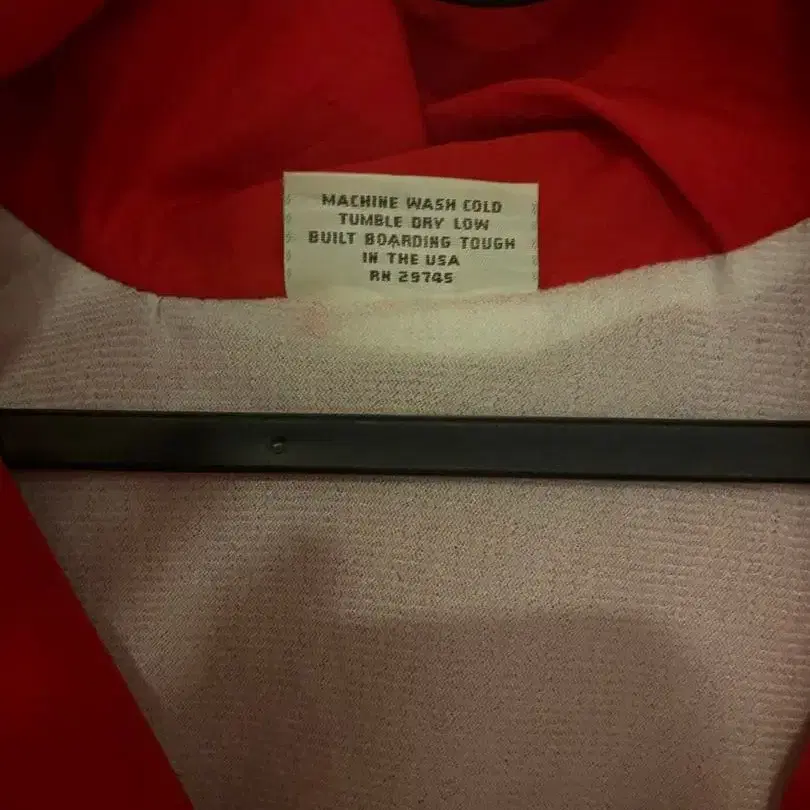 MACHINE WASH COLD
TUMBLE DRY LOW
BUILT BOARDING TOUGH
IN THE USA
RN 29745